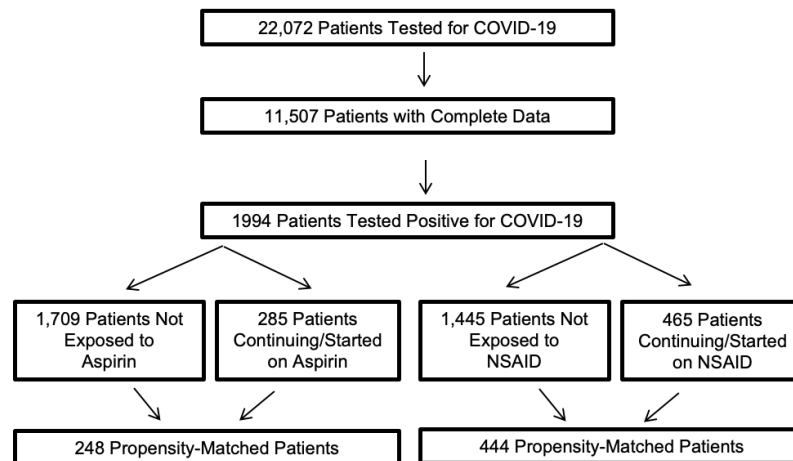 22,072 Patients Tested for COVID-19
11,507 Patients with Complete Data
1994 Patients Tested Positive for COVID-19
1,709 Patients Not
Exposed to
Aspirin
285 Patients
Continuing/Started
on Aspirin
1,445 Patients Not
Exposed to
NSAID
465 Patients
Continuing/Started
on NSAID
248 Propensity-Matched Patients
444 Propensity-Matched Patients